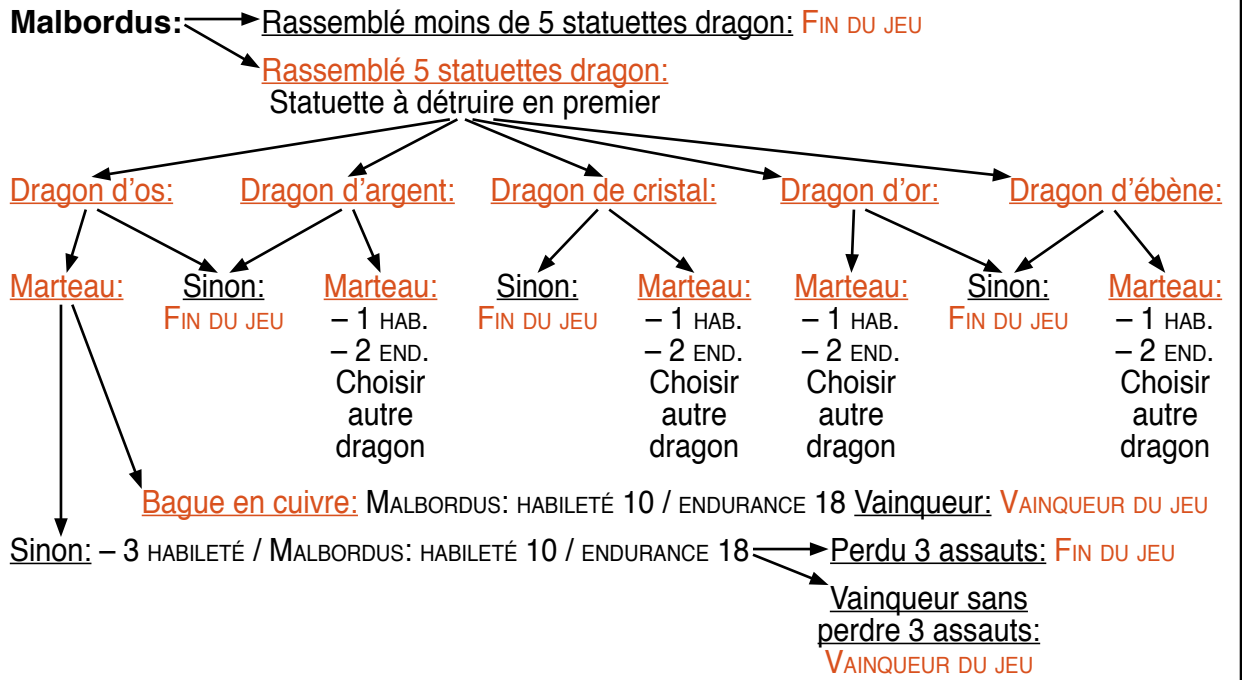 Malbordus: Rassemblé moins de 5 statuettes dragon: FIN DU JEU
Rassemblé 5 statuettes dragon:
Statuette à détruire en premier
Dragon d'os: Dragon d'argent: Dragon de cristal: Dragon d'or: Dragon d'ébène:
Marteau: Sinon: Marteau: Sinon: Marteau: Marteau: Sinon: Marteau:
FIN DU JEU – 1 HAB. FIN DU JEU – 1 HAB. – 1 HAB. FIN DU JEU – 1 HAB.
– 2 END. – 2 END. – 2 END. – 2 END.
Choisir Choisir Choisir Choisir
autre autre autre autre
dragon dragon dragon dragon
Bague en cuivre: MALBORDUS: HABILETÉ 10 / ENDURANCE 18 Vainqueur: VAINQUEUR DU JEU
Sinon: – 3 HABILETÉ / MALBORDUS: HABILETÉ 10 / ENDURANCE 18 Perdu 3 assauts: FIN DU JEU
Vainqueur sans
perdre 3 assauts:
VAINQUEUR DU JEU